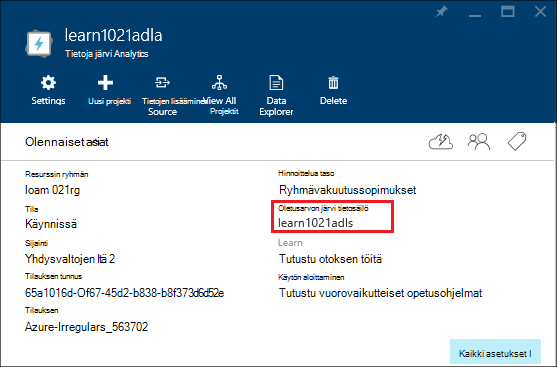 learn1021adla
Tietoja järvi Analytics
Settings
Uusi projekti
Tietojen lisääminen
Source
View All
Projektit
Data
Explorer
Delete
Olennaiset asiat
Resurssin ryhmän
loam 021rg
Tila
Käynnissä
Sijainti
Yhdysvaltojen Itä 2
Tilauksen tunnus
65a1016d-Of67-45d2-b838-b8f373d6d52e
Tilauksen
Azure-Irregulars_563702
Hinnoittelua taso
Ryhmävakuutussopimukset
Oletusarvon järvi tietosäilö
learn1021adls
Learn
Tutustu otoksen töitä
Käytön aloittaminen
Tutustu vuorovaikutteiset opetusohjelmat
Kaikki asetukset I